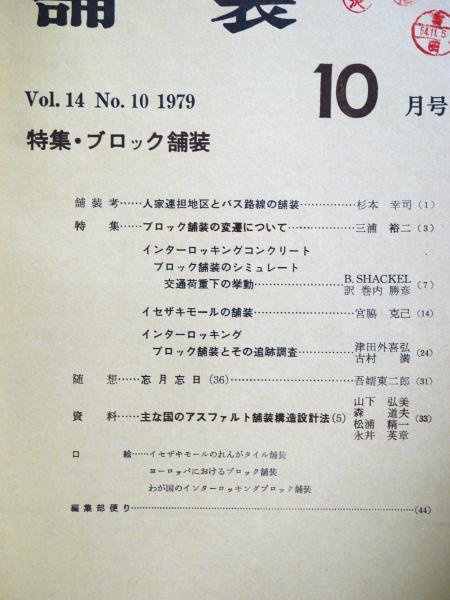 舗装
54.11.5
Vol. 14 No. 10 1979
10月号
特集・ブロック舗装
舗装考……人家連担地区とバス路線の舗装……………杉本 幸司(1)
特集……ブロック舗装の変遷について………………三浦 裕二(3)
インターロッキングコンクリート
ブロック舗装のシミュレート
交通荷重下の挙動……………………B. SHACKEL
訳 巻内 勝彦(7)
イセザキモールの舗装……………………宮脇 克己(14)
インターロッキング
ブロック舗装とその追跡調査…………津田外喜弘
古村 満(24)
随想……忘月忘日(36)……………………………吾嬬東二郎(31)
資料……主な国のアスファルト舗装構造設計法(5)
山下 弘美
森 道夫
松浦 精一
永井 英章(33)
口絵……イセザキモールのれんがタイル舗装
ヨーロッパにおけるブロック舗装
わが国のインターロッキングブロック舗装
編集部便り……………………………………………………(44)